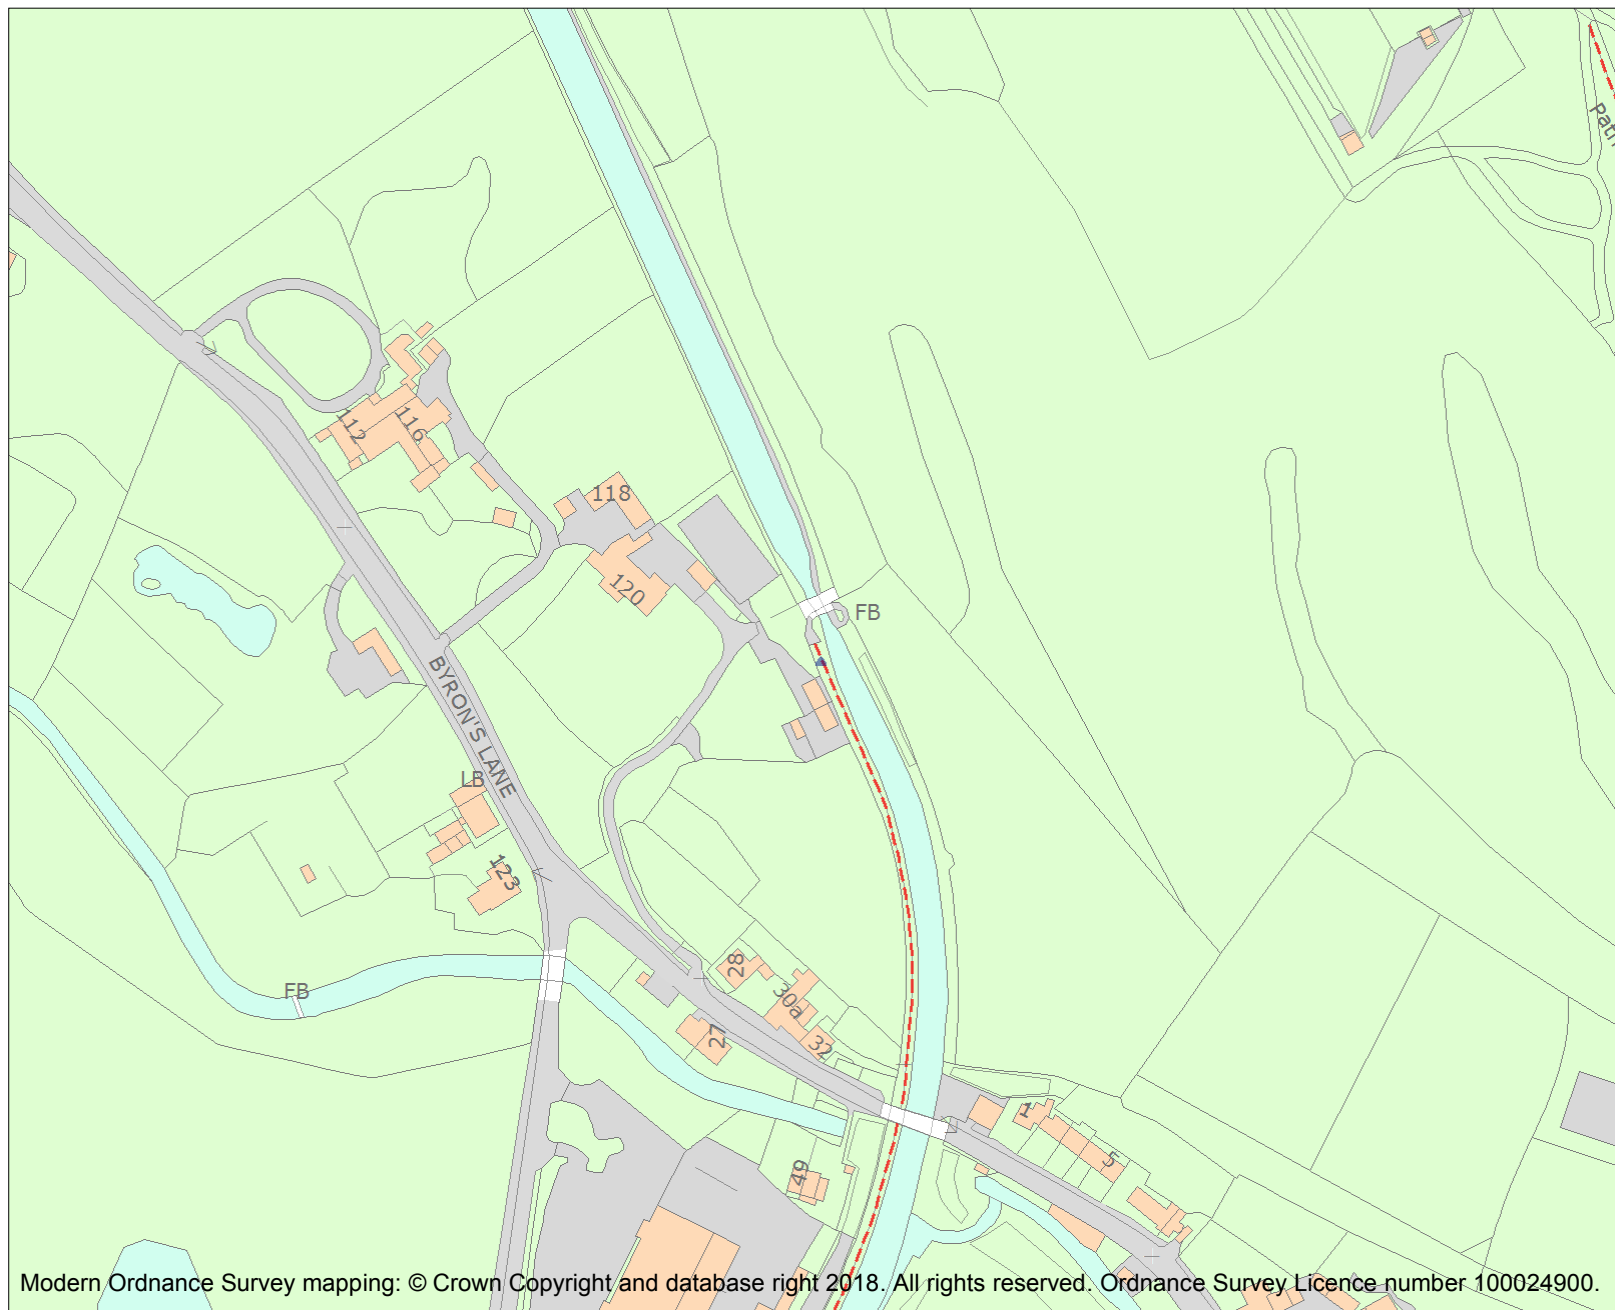 Path
112
116
118
120
FB
BYRON'S LANE
LB
123
28
FB
30a
27
32
1
5
49
Modern Ordnance Survey mapping: © Crown Copyright and database right 2018. All rights reserved. Ordnance Survey Licence number 100024900.